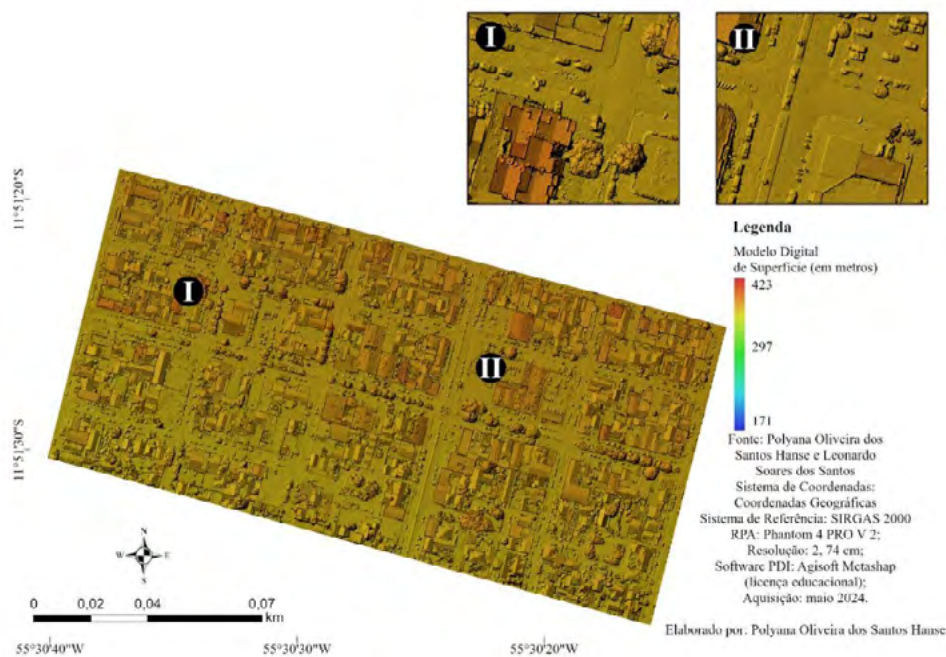 I
II
11°51'20"S
I
II
11°51'30"S
Legenda
Modelo Digital
de Superfície (em metros)
423
297
171
Fonte: Polyana Oliveira dos
Santos Hanse e Leonardo
Soares dos Santos
Sistema de Coordenadas:
Coordenadas Geográficas
Sistema de Referência: SIRGAS 2000
RPA: Phantom 4 PRO V 2;
Resolução: 2, 74 cm;
Software PDI: Agisoft Metashap
(licença educacional);
Aquisição: maio 2024.
N
W E
S
0 0,02 0,04 0,07
km
Elaborado por: Polyana Oliveira dos Santos Hanse
55°30'40"W 55°30'30"W 55°30'20"W